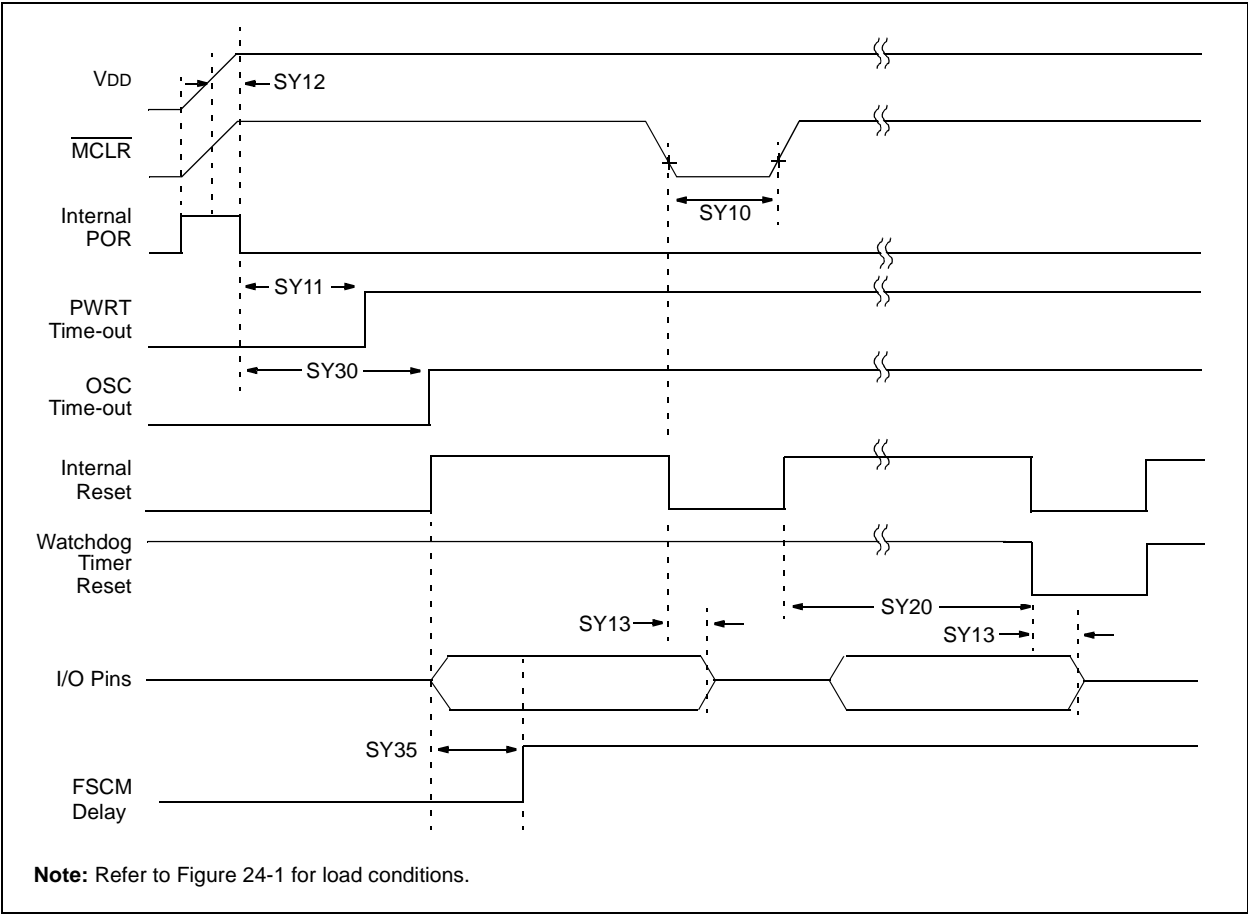 VDD
SY12
MCLR
SY10
Internal
POR
SY11
PWRT
Time-out
SY30
OSC
Time-out
Internal
Reset
Watchdog
Timer
Reset
SY20
SY13
SY13
I/O Pins
SY35
FSCM
Delay
Note: Refer to Figure 24-1 for load conditions.